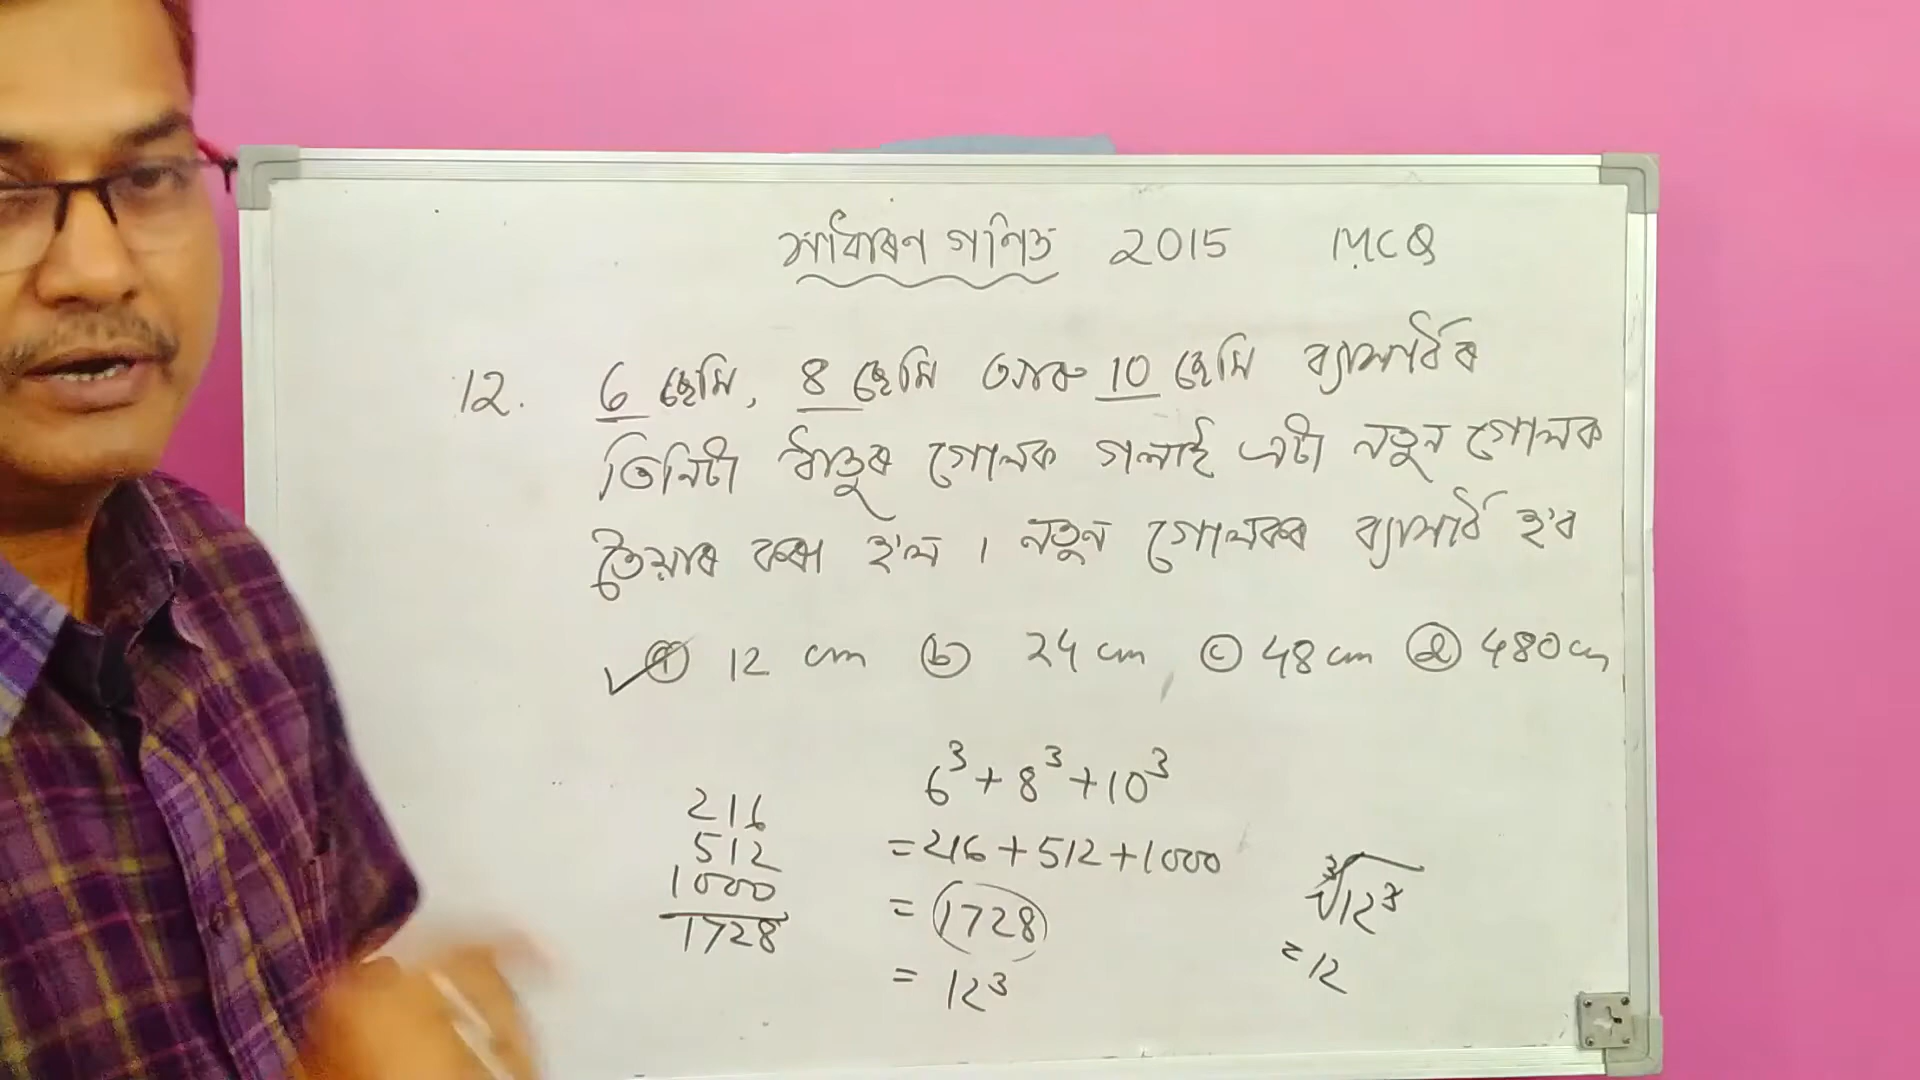 সাধাৰণ গণিত 2015 MCQ
12. 6 ছেমি, 8 ছেমি আৰু 10 ছেমি ব্যাসাৰ্ধৰ
তিনিটা ধাতুৰ গোলক গলাই এটা নতুন গোলক
তৈয়াৰ কৰা হ'ল । নতুন গোলকৰ ব্যাসাৰ্ধ হ'ব
✓ⓐ 12 cm ⓑ 24 cm ⓒ 48 cm ⓓ 480 cm
6³ + 8³ + 10³
= 216 + 512 + 1000
= 1728
= 12³
216
512
1000
1728
∛12³
= 12